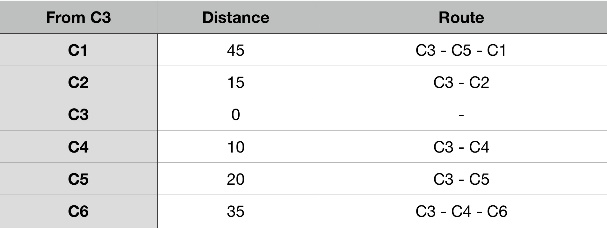 From C3 Distance Route
C1 45 C3 - C5 - C1
C2 15 C3 - C2
C3 0 -
C4 10 C3 - C4
C5 20 C3 - C5
C6 35 C3 - C4 - C6